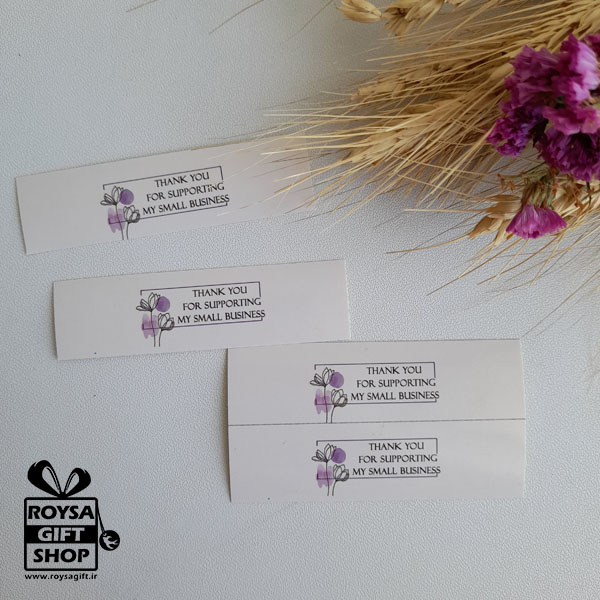 THANK YOU
FOR SUPPORTING
MY SMALL BUSINESS
THANK YOU
FOR SUPPORTING
MY SMALL BUSINESS
THANK YOU
FOR SUPPORTING
MY SMALL BUSINESS
THANK YOU
FOR SUPPORTING
MY SMALL BUSINESS
ROYSA
GIFT
SHOP
www.roysagift.ir